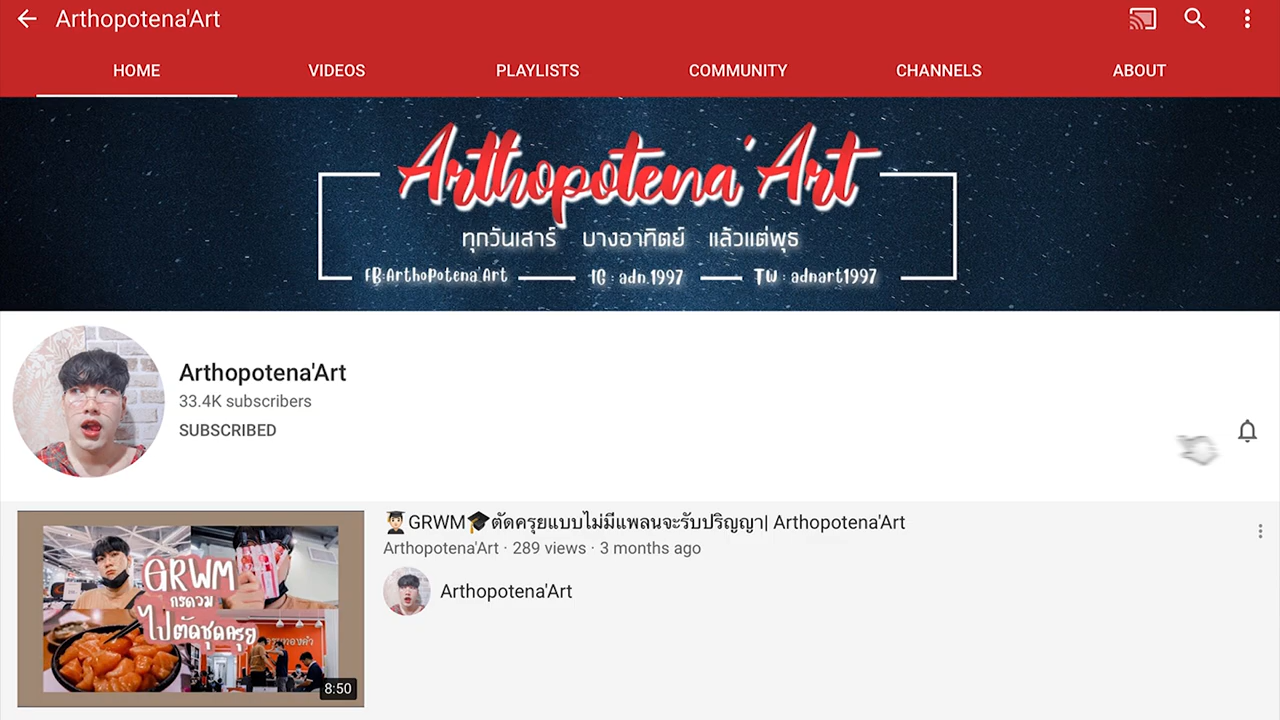 Arthopotena'Art
HOME VIDEOS PLAYLISTS COMMUNITY CHANNELS ABOUT
Arthopotena'Art
ทุกวันเสาร์ บางอาทิตย์ แล้วแต่พุธ
FB:ArthoPotena'Art IG : adn.1997 TW : adnart1997
Arthopotena'Art
33.4K subscribers
SUBSCRIBED
GRWM ตัดครุยแบบไม่มีแพลนจะรับปริญญา| Arthopotena'Art
Arthopotena'Art · 289 views · 3 months ago
Arthopotena'Art
GRWM
กรดวม
ไปตัดชุดครุย
8:50